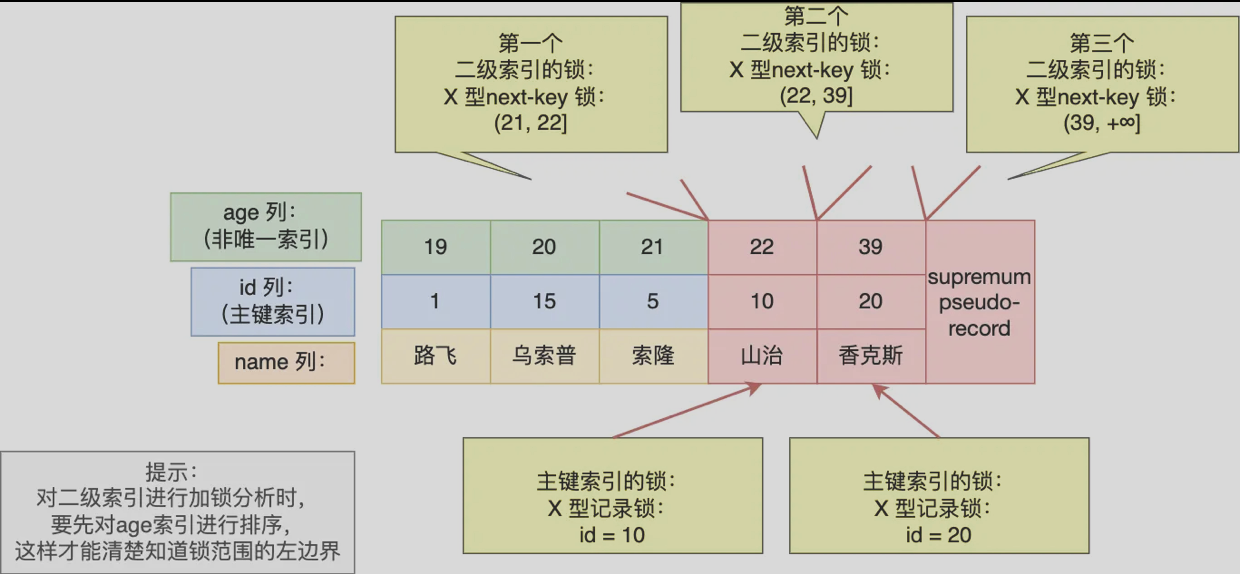 第一个
二级索引的锁：
X 型next-key 锁：
(21, 22]
第二个
二级索引的锁：
X 型next-key 锁：
(22, 39]
第三个
二级索引的锁：
X 型next-key 锁：
(39, +∞]
age 列：
（非唯一索引）
19 20 21 22 39
id 列：
（主键索引）
1 15 5 10 20
supremum
pseudo-
record
name 列：
路飞 乌索普 索隆 山治 香克斯
主键索引的锁：
X 型记录锁：
id = 10
主键索引的锁：
X 型记录锁：
id = 20
提示：
对二级索引进行加锁分析时，
要先对age索引进行排序，
这样才能清楚知道锁范围的左边界